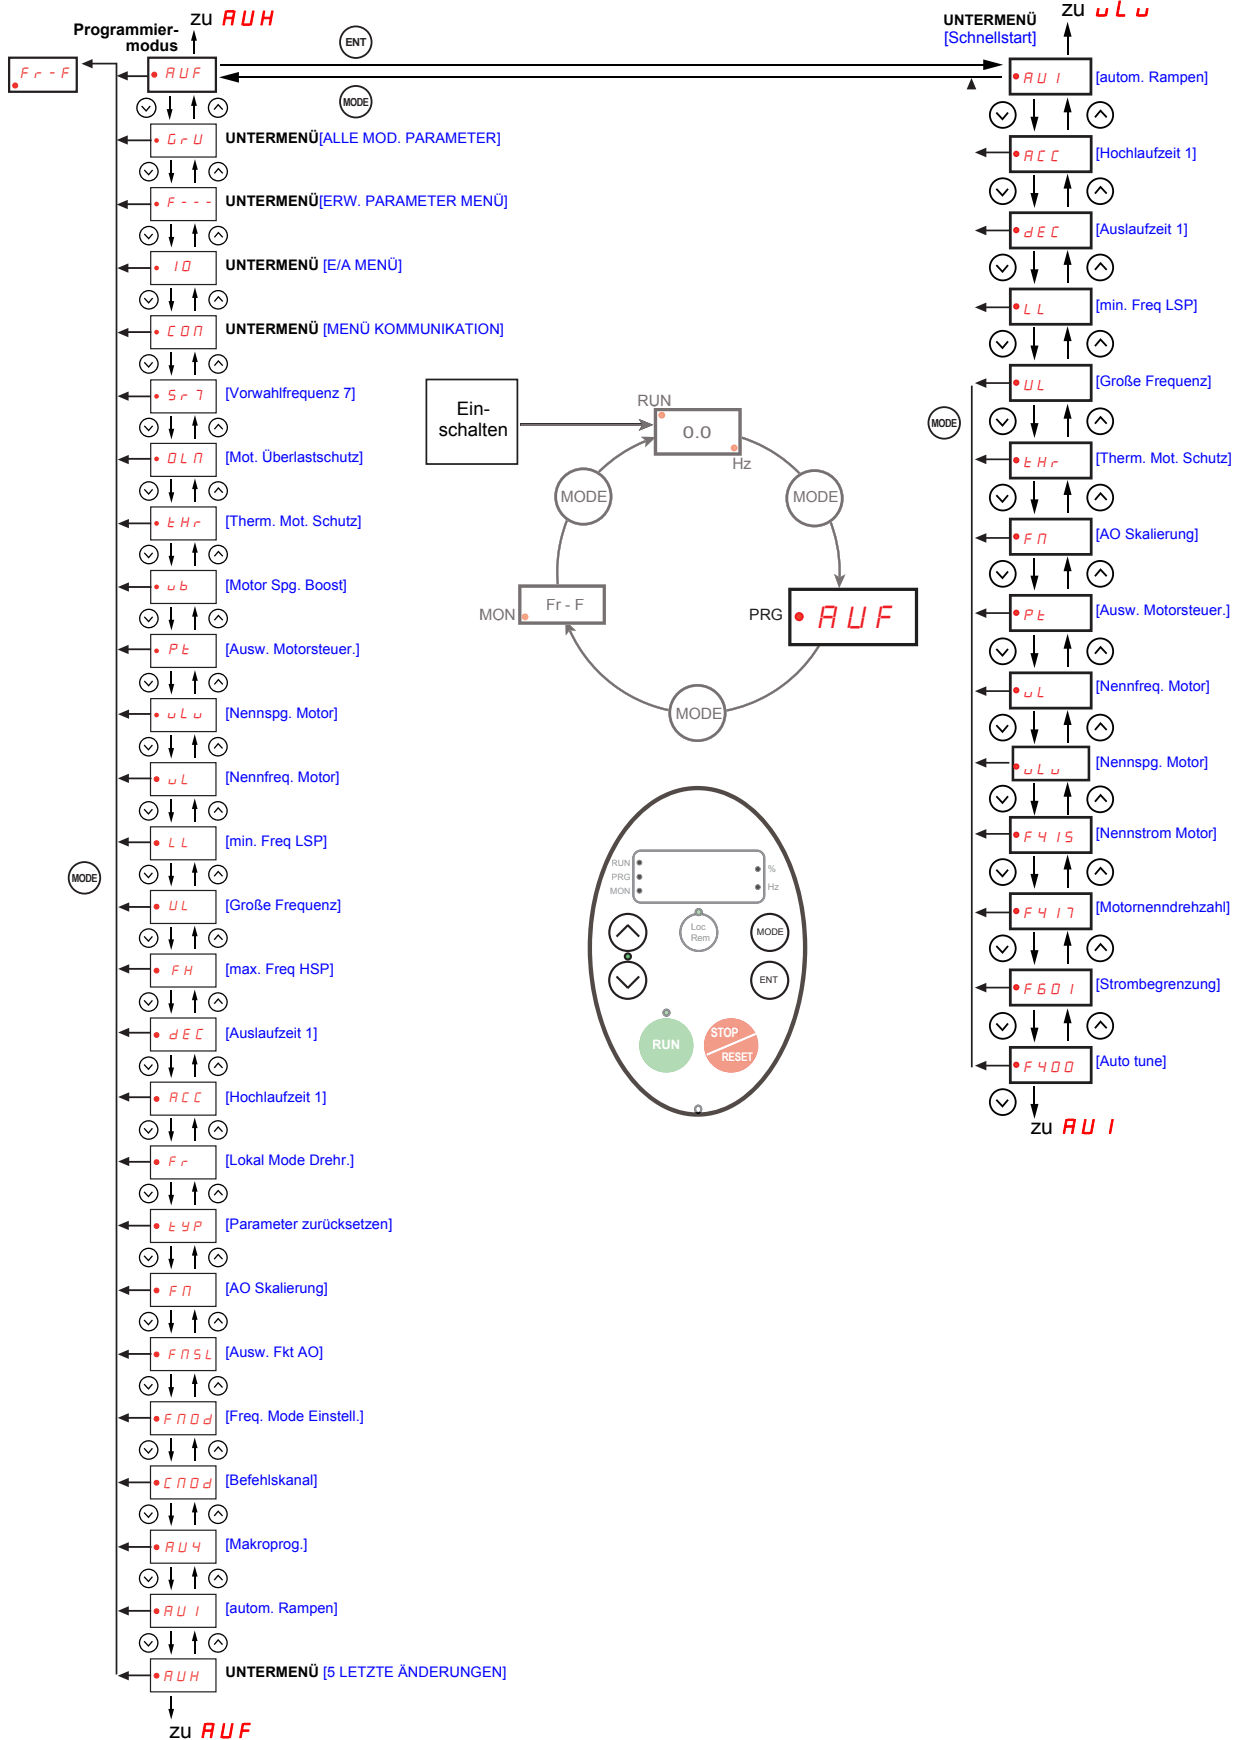 zu AUH
Programmier-
modus
ENT
MODE
Fr-F
AUF
GrU
UNTERMENÜ[ALLE MOD. PARAMETER]
F---
UNTERMENÜ[ERW. PARAMETER MENÜ]
IO
UNTERMENÜ [E/A MENÜ]
COM
UNTERMENÜ [MENÜ KOMMUNIKATION]
Sr7
[Vorwahlfrequenz 7]
OLM
[Mot. Überlastschutz]
tHr
[Therm. Mot. Schutz]
ub
[Motor Spg. Boost]
Pt
[Ausw. Motorsteuer.]
uLu
[Nennspg. Motor]
uL
[Nennfreq. Motor]
LL
[min. Freq LSP]
MODE
UL
[Große Frequenz]
FH
[max. Freq HSP]
dEC
[Auslaufzeit 1]
ACC
[Hochlaufzeit 1]
Fr
[Lokal Mode Drehr.]
tYP
[Parameter zurücksetzen]
FM
[AO Skalierung]
FMSL
[Ausw. Fkt AO]
FMOd
[Freq. Mode Einstell.]
CMOd
[Befehlskanal]
AU4
[Makroprog.]
AU1
[autom. Rampen]
AUH
UNTERMENÜ [5 LETZTE ÄNDERUNGEN]
zu AUF
Ein-
schalten
RUN
0.0
Hz
MODE
MODE
MON
Fr - F
PRG
AUF
MODE
RUN
PRG
MON
%
Hz
Loc
Rem
MODE
ENT
RUN
STOP
RESET
zu uLu
UNTERMENÜ
[Schnellstart]
AU1
[autom. Rampen]
ACC
[Hochlaufzeit 1]
dEC
[Auslaufzeit 1]
LL
[min. Freq LSP]
UL
[Große Frequenz]
MODE
tHr
[Therm. Mot. Schutz]
FM
[AO Skalierung]
Pt
[Ausw. Motorsteuer.]
uL
[Nennfreq. Motor]
uLu
[Nennspg. Motor]
F415
[Nennstrom Motor]
F417
[Motornenndrehzahl]
F601
[Strombegrenzung]
F400
[Auto tune]
zu AU1